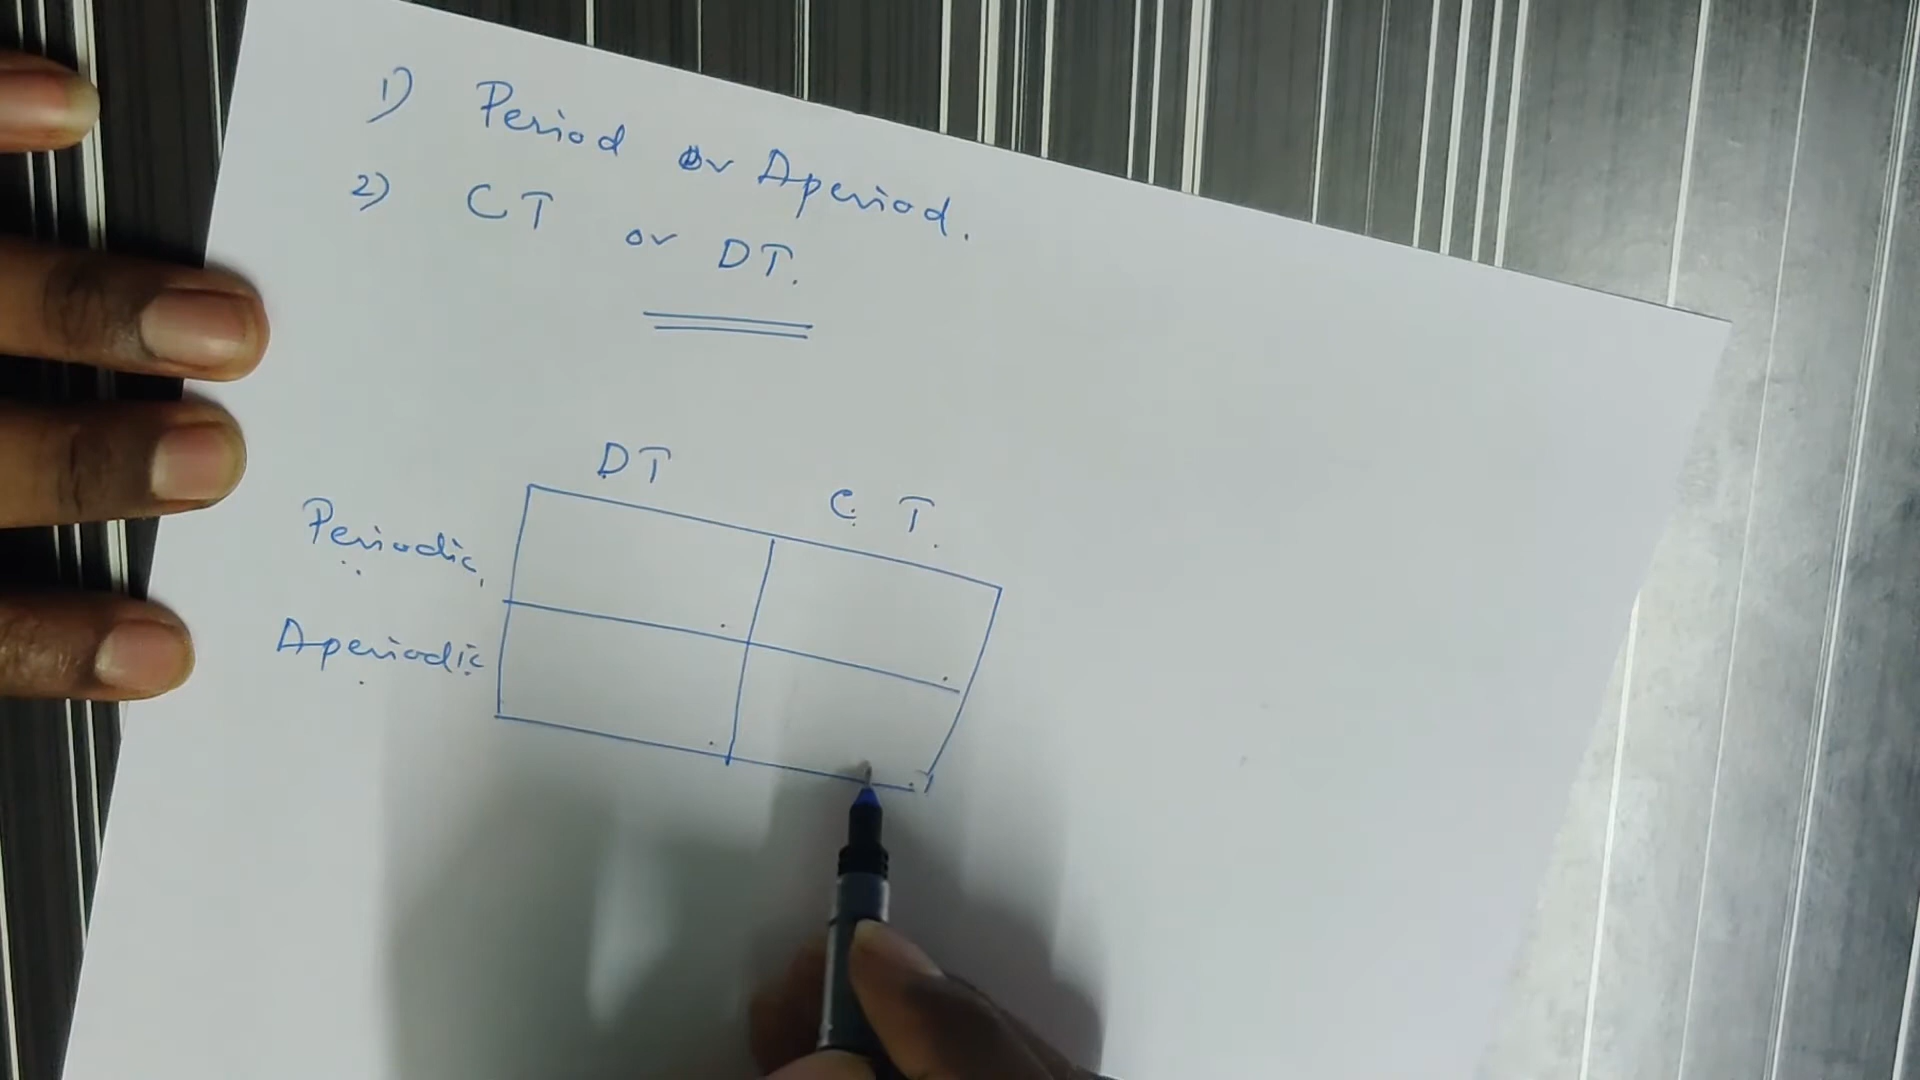 1) Period or Aperiod.
2) CT or DT.
DT C T.
Periodic
Aperiodic